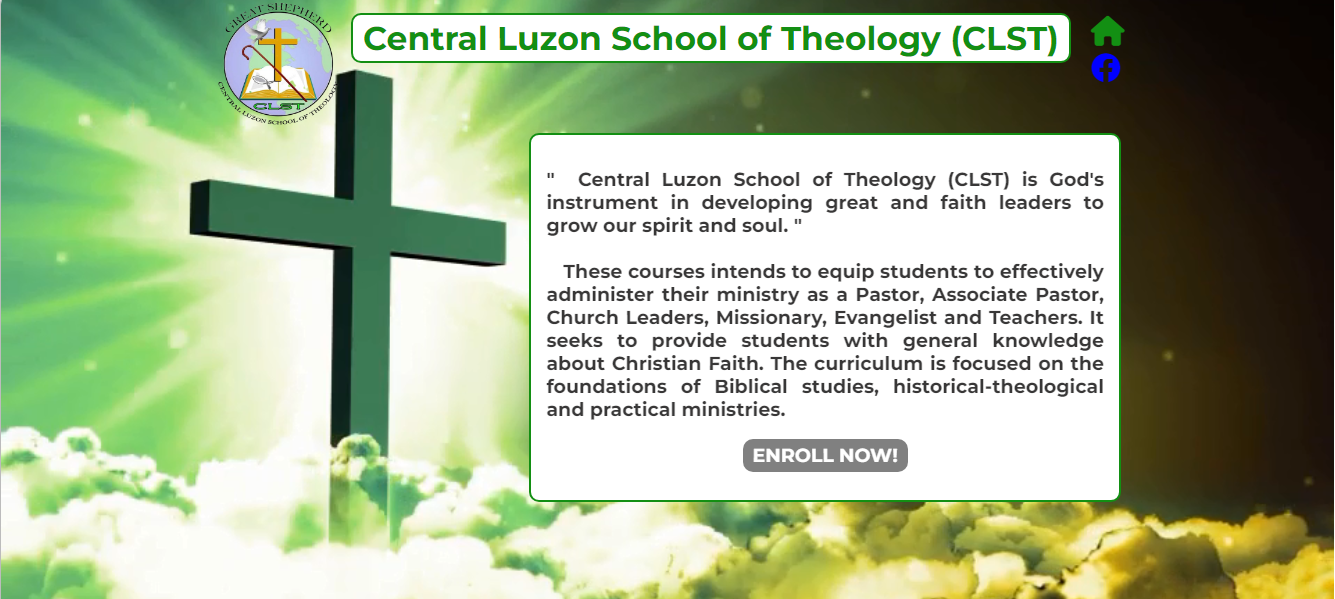 GREAT SHEPHERD
CLST
CENTRAL LUZON SCHOOL OF THEOLOGY
Central Luzon School of Theology (CLST)
" Central Luzon School of Theology (CLST) is God's
instrument in developing great and faith leaders to
grow our spirit and soul. "
These courses intends to equip students to effectively
administer their ministry as a Pastor, Associate Pastor,
Church Leaders, Missionary, Evangelist and Teachers. It
seeks to provide students with general knowledge
about Christian Faith. The curriculum is focused on the
foundations of Biblical studies, historical-theological
and practical ministries.
ENROLL NOW!